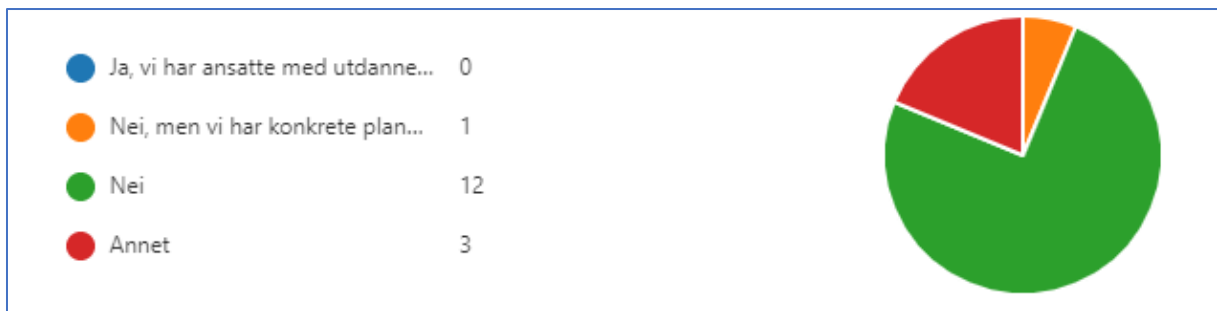 Ja, vi har ansatte med utdanne... 0
Nei, men vi har konkrete plan... 1
Nei 12
Annet 3